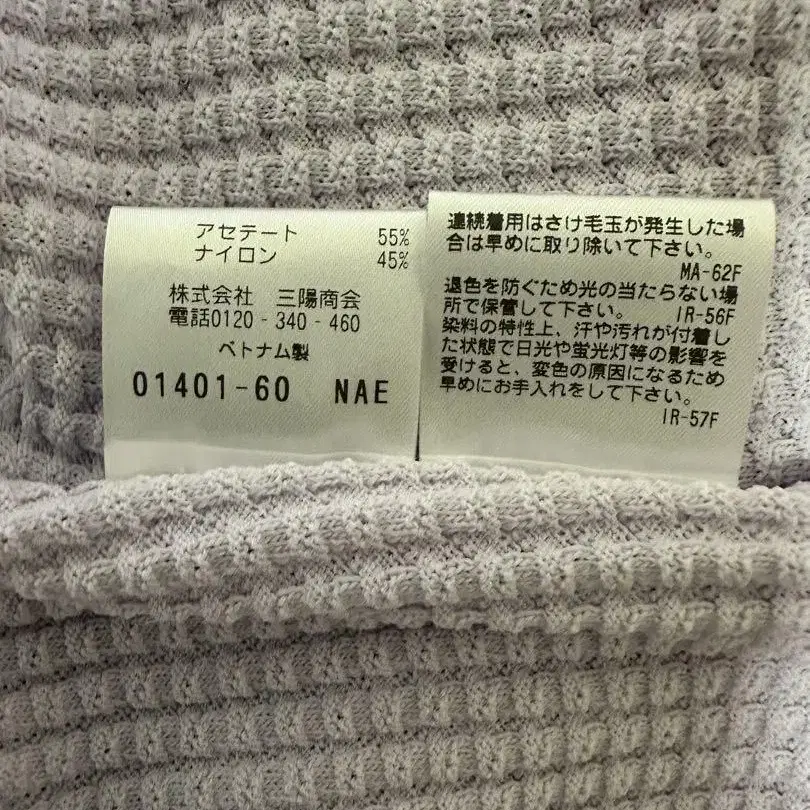 アセテート 55%
ナイロン 45%
株式会社 三陽商会
電話0120-340-460
ベトナム製
01401-60 NAE
連続着用はさけ毛玉が発生した場
合は早めに取り除いて下さい。
MA-62F
退色を防ぐため光の当たらない場
所で保管して下さい。 IR-56F
染料の特性上、汗や汚れが付着し
た状態で日光や蛍光灯等の影響を
受けると、変色の原因になるため
早めにお手入れをして下さい。
IR-57F